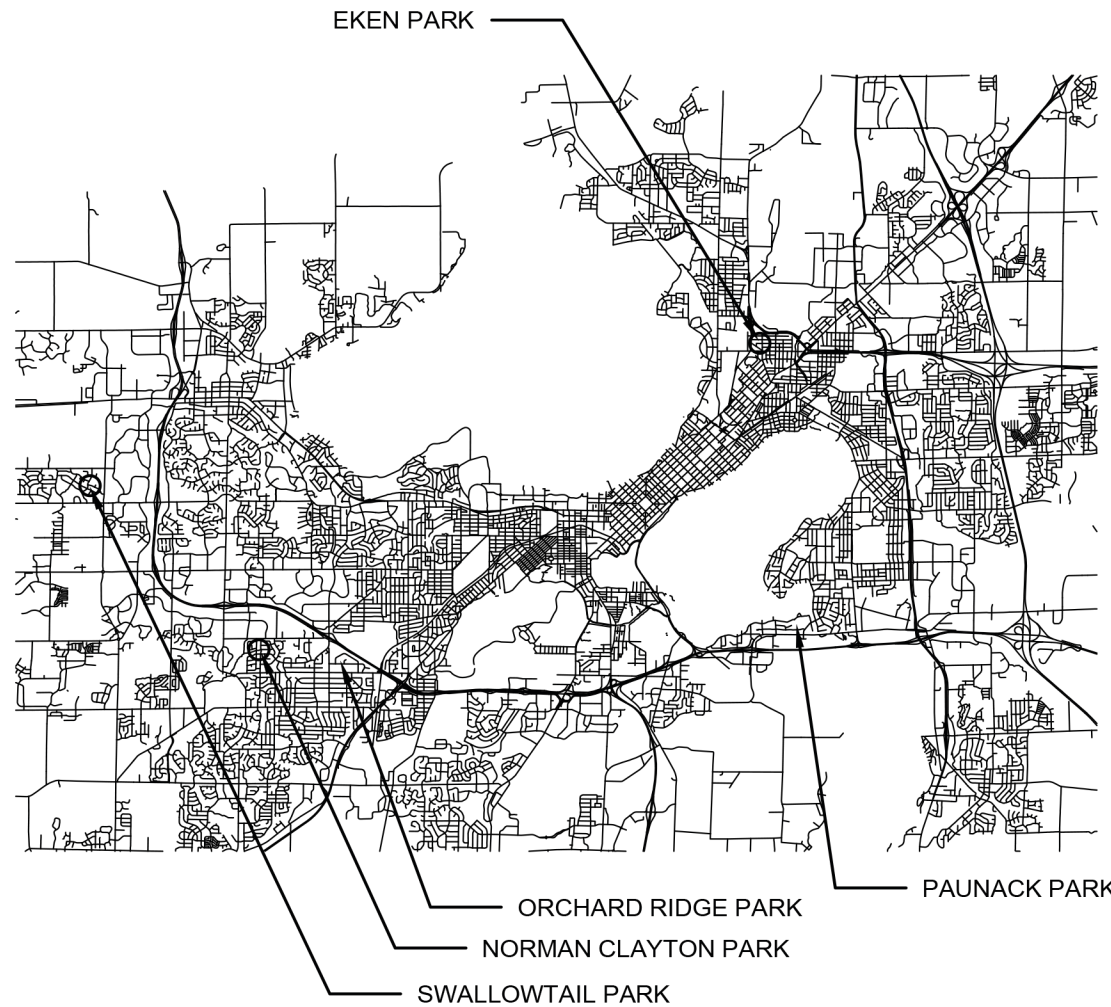 EKEN PARK
PAUNACK PARK
ORCHARD RIDGE PARK
NORMAN CLAYTON PARK
SWALLOWTAIL PARK